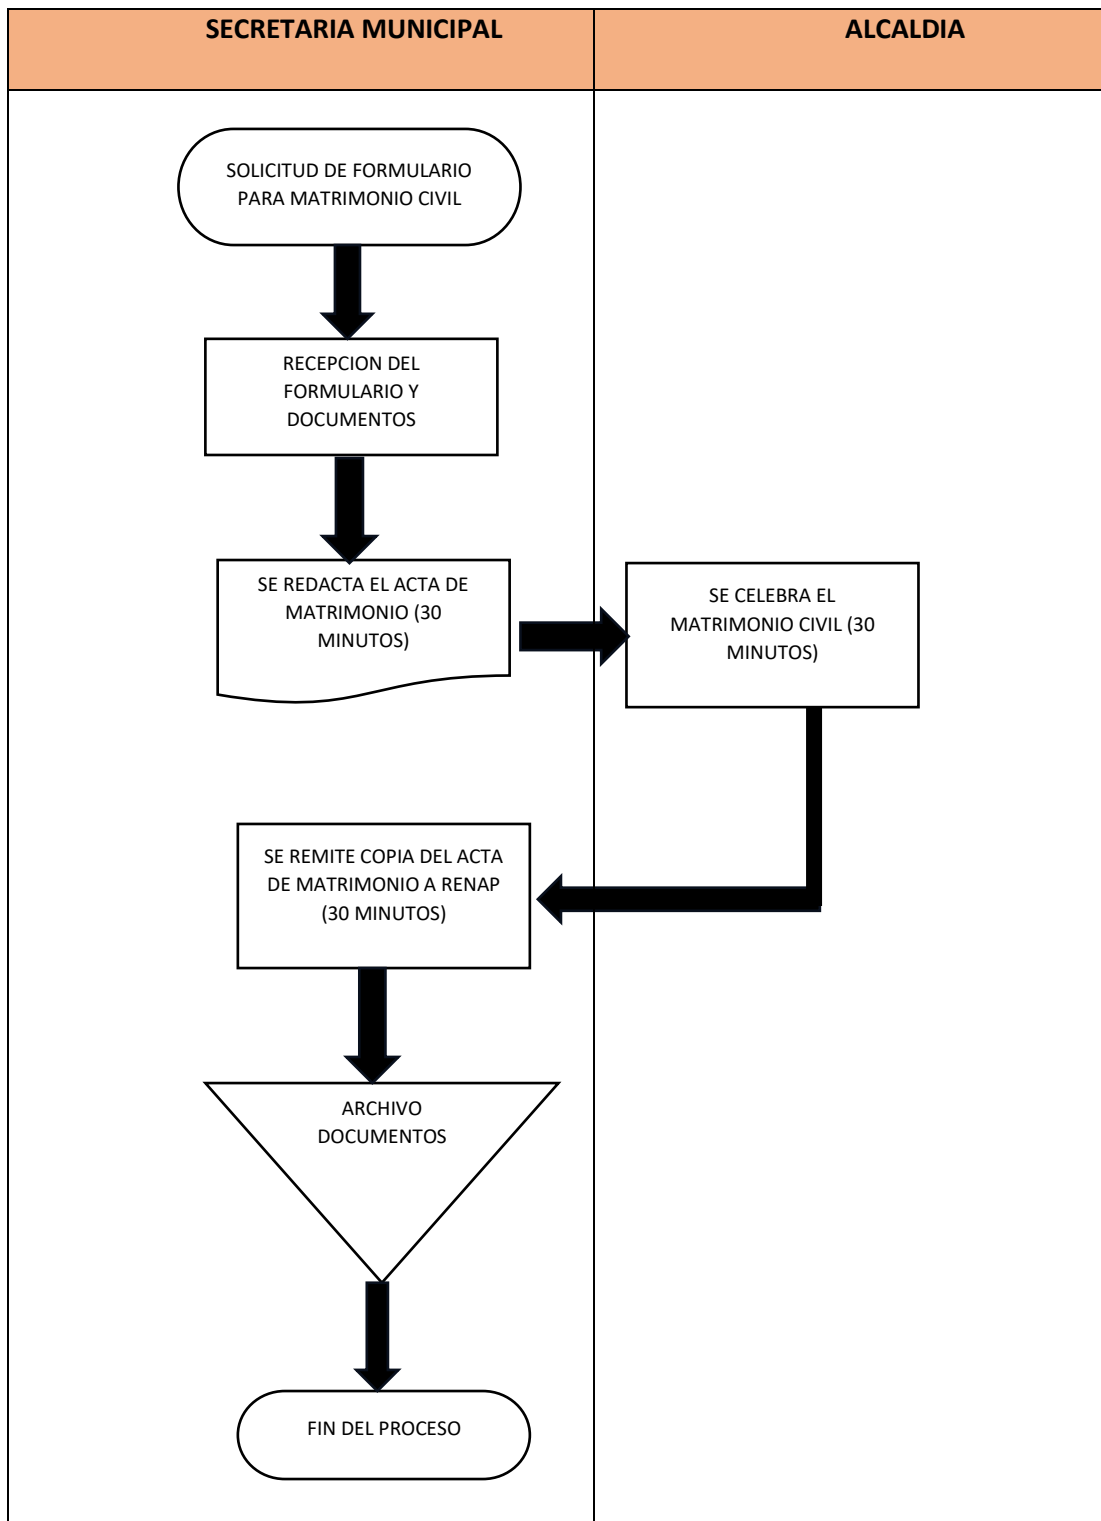 SECRETARIA MUNICIPAL
ALCALDIA
SOLICITUD DE FORMULARIO
PARA MATRIMONIO CIVIL
RECEPCION DEL
FORMULARIO Y
DOCUMENTOS
SE REDACTA EL ACTA DE
MATRIMONIO (30
MINUTOS)
SE CELEBRA EL
MATRIMONIO CIVIL (30
MINUTOS)
SE REMITE COPIA DEL ACTA
DE MATRIMONIO A RENAP
(30 MINUTOS)
ARCHIVO
DOCUMENTOS
FIN DEL PROCESO